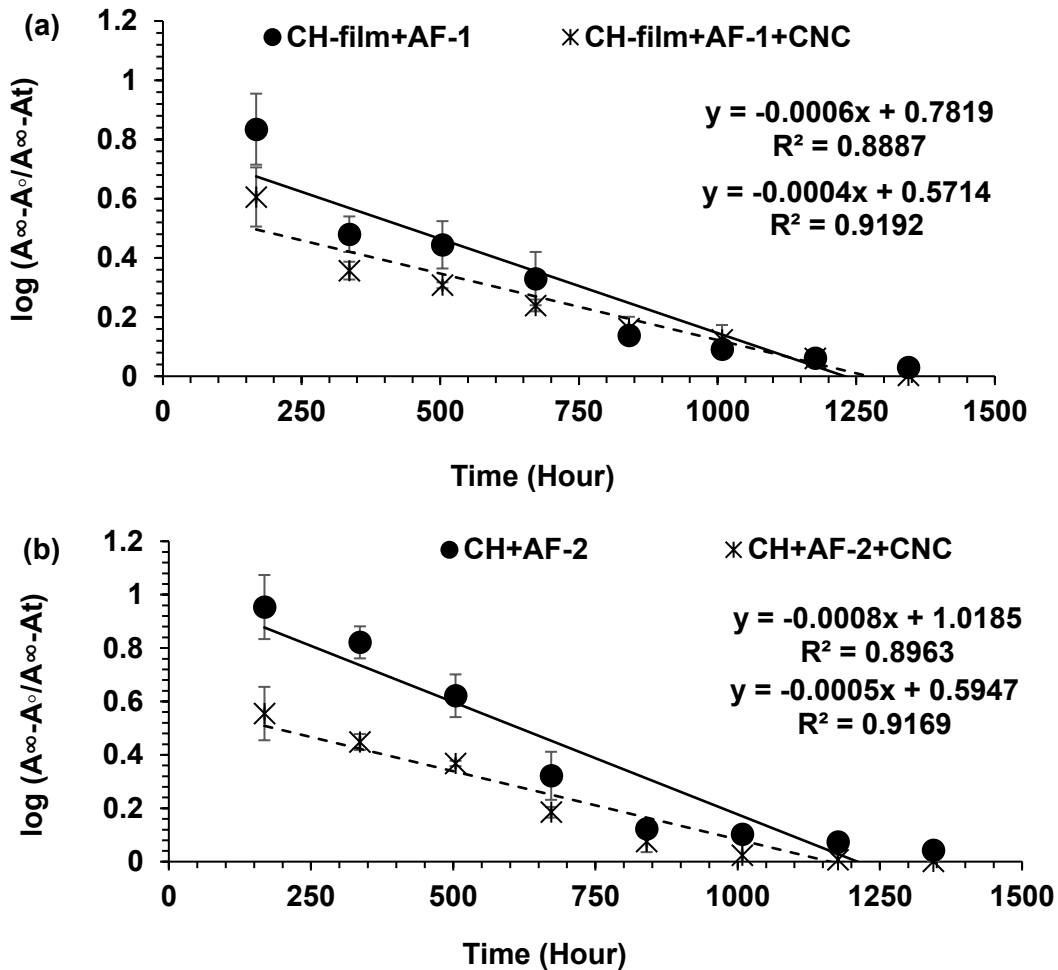 (a)
CH-film+AF-1 CH-film+AF-1+CNC
log (A∞-A○/A∞-At)
1.2
1
0.8
0.6
0.4
0.2
0
y = -0.0006x + 0.7819
R² = 0.8887
y = -0.0004x + 0.5714
R² = 0.9192
0 250 500 750 1000 1250 1500
Time (Hour)
(b)
CH+AF-2 CH+AF-2+CNC
log (A∞-A○/A∞-At)
1.2
1
0.8
0.6
0.4
0.2
0
y = -0.0008x + 1.0185
R² = 0.8963
y = -0.0005x + 0.5947
R² = 0.9169
0 250 500 750 1000 1250 1500
Time (Hour)